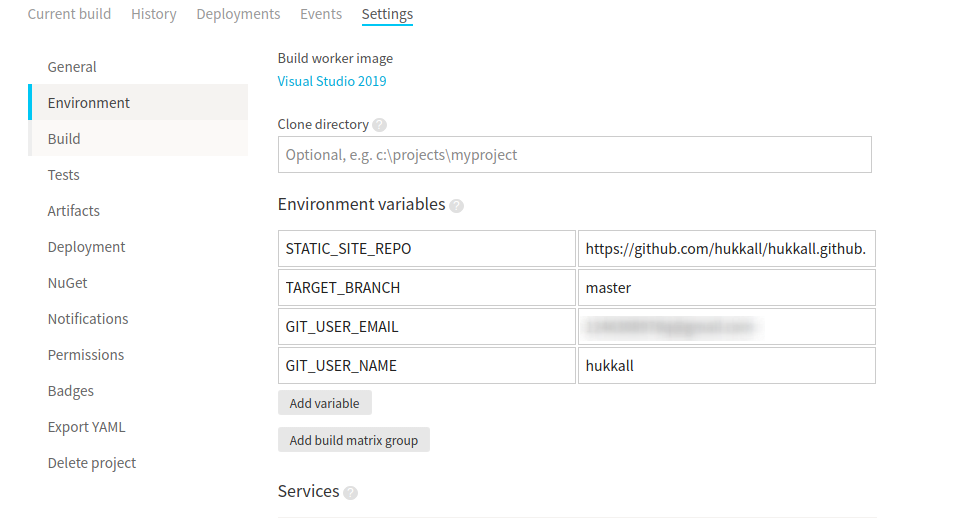 Current build History Deployments Events Settings
General
Environment
Build
Tests
Artifacts
Deployment
NuGet
Notifications
Permissions
Badges
Export YAML
Delete project
Build worker image
Visual Studio 2019
Clone directory ?
Optional, e.g. c:\projects\myproject
Environment variables ?
STATIC_SITE_REPO https://github.com/hukkall/hukkall.github.
TARGET_BRANCH master
GIT_USER_EMAIL
GIT_USER_NAME hukkall
Add variable
Add build matrix group
Services ?